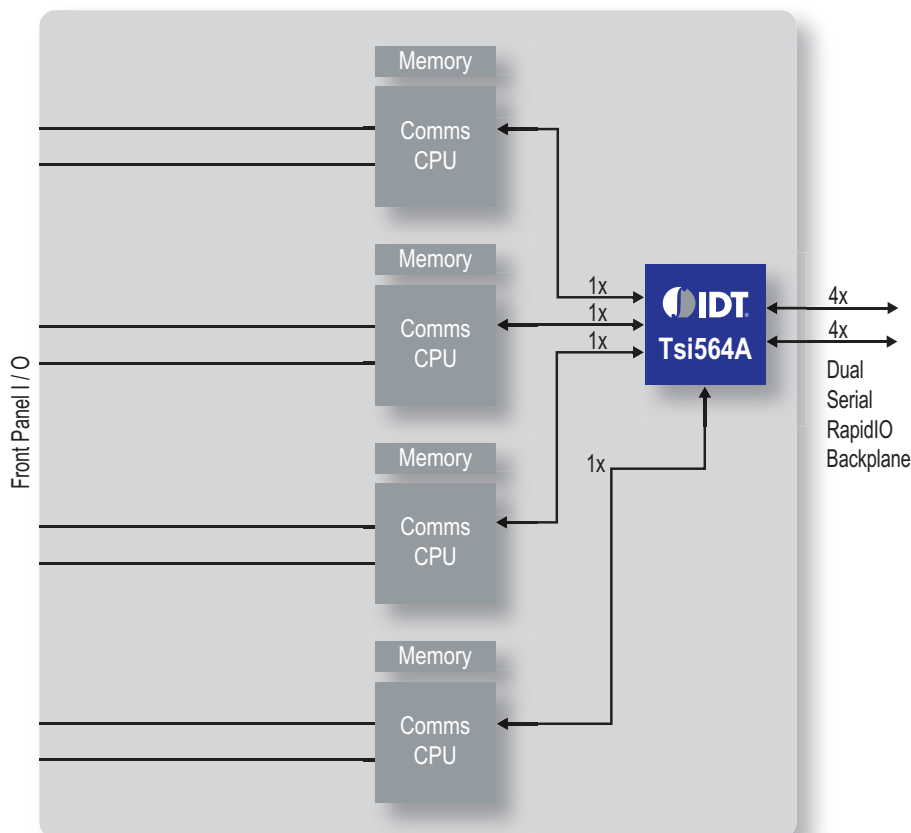 Memory
Comms
CPU
Memory
Comms
CPU
Memory
Comms
CPU
Memory
Comms
CPU
Front Panel I / O
1x
1x
1x
1x
IDT
Tsi564A
4x
4x
Dual
Serial
RapidIO
Backplane